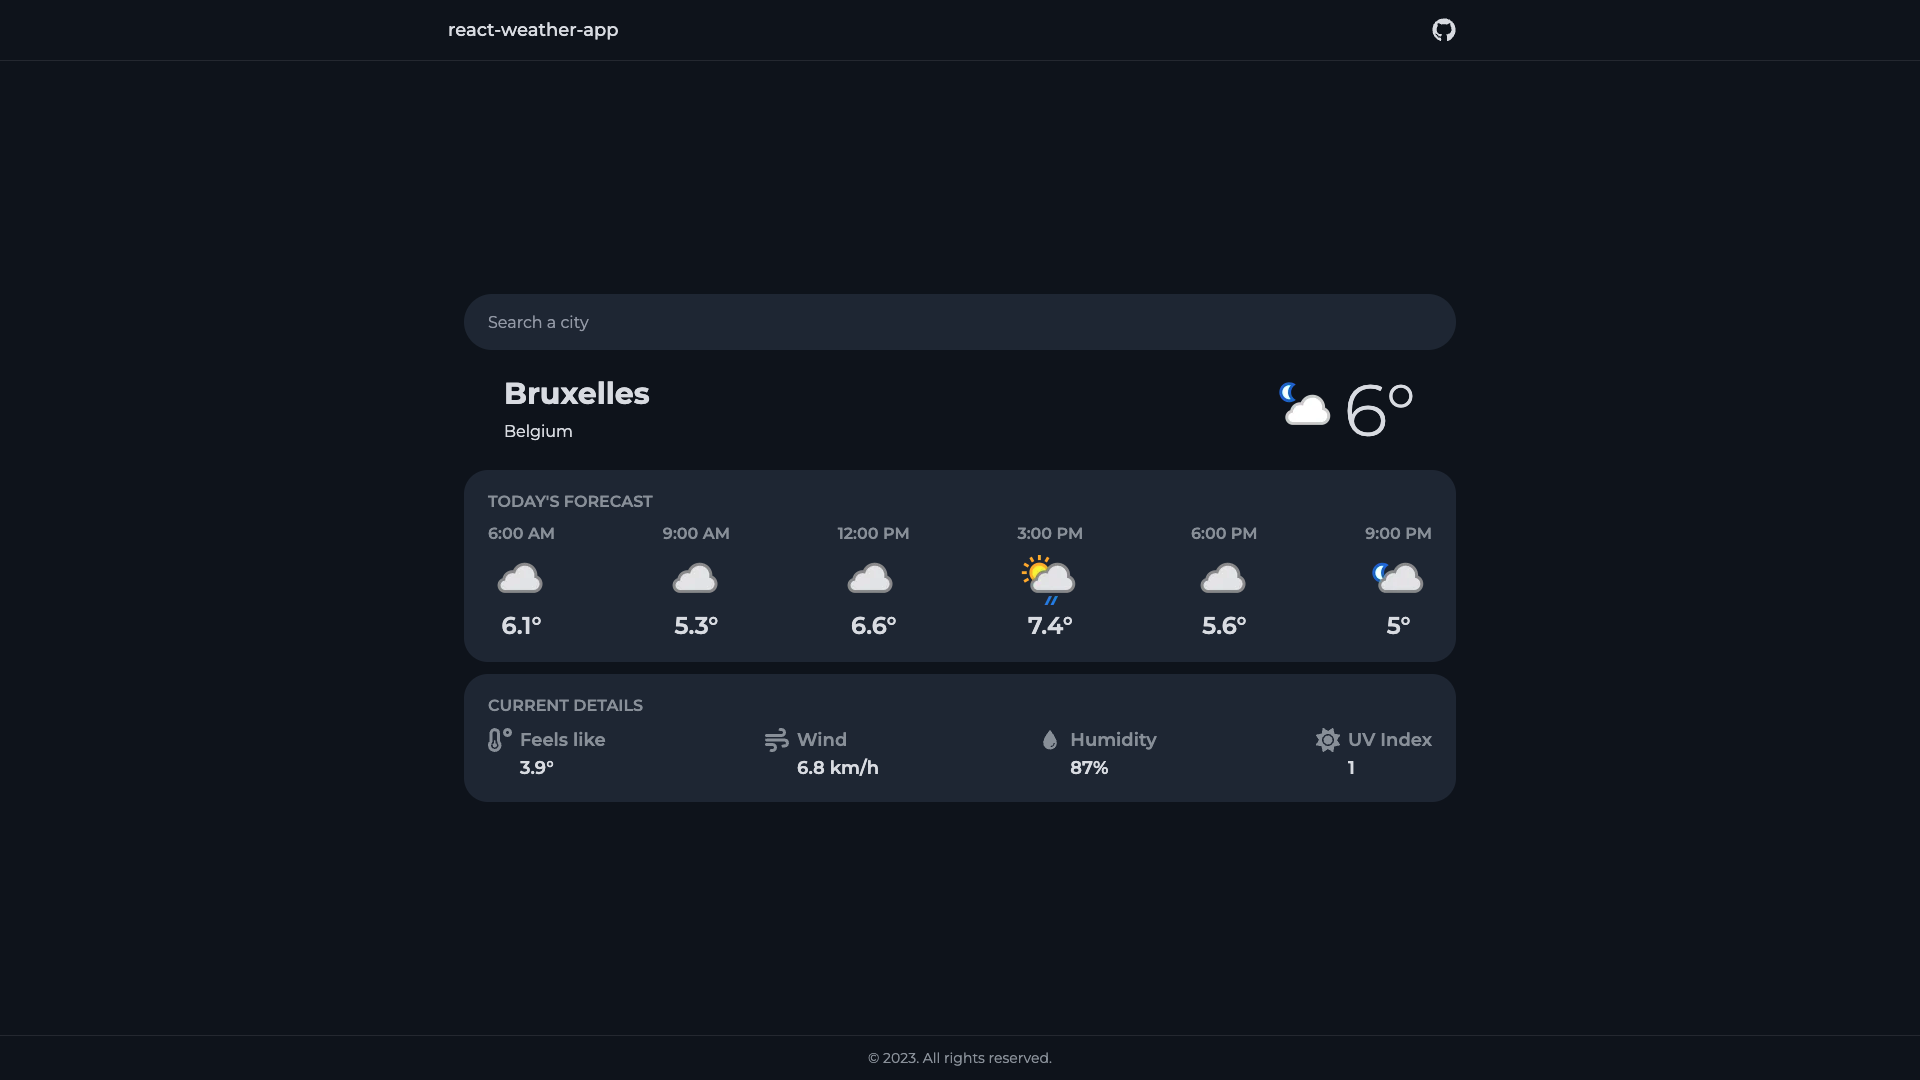 react-weather-app
Search a city
Bruxelles
Belgium
6°
TODAY'S FORECAST
6:00 AM 9:00 AM 12:00 PM 3:00 PM 6:00 PM 9:00 PM
6.1° 5.3° 6.6° 7.4° 5.6° 5°
CURRENT DETAILS
Feels like Wind Humidity UV Index
3.9° 6.8 km/h 87% 1
© 2023. All rights reserved.